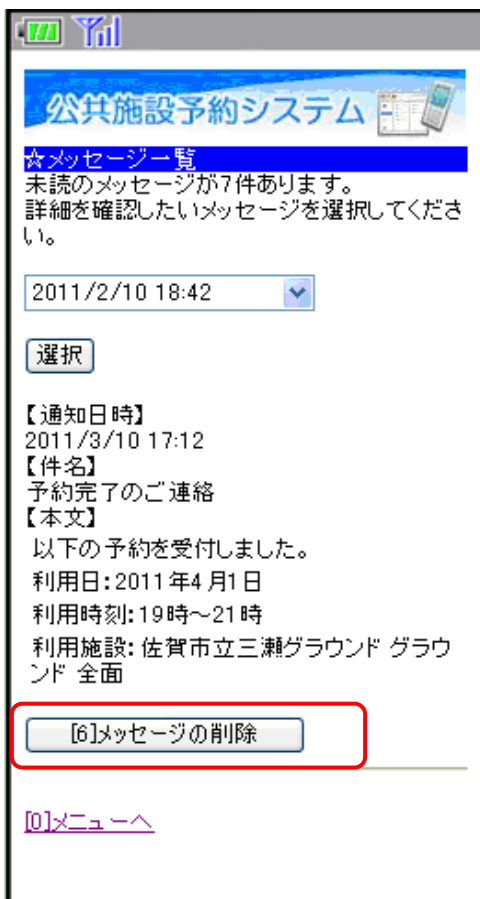 公共施設予約システム
☆メッセージ一覧
未読のメッセージが7件あります。
詳細を確認したいメッセージを選択してくださ
い。
2011/2/10 18:42
選択
【通知日時】
2011/3/10 17:12
【件名】
予約完了のご連絡
【本文】
以下の予約を受付しました。
利用日:2011年4月1日
利用時刻:19時～21時
利用施設:佐賀市立三瀬グラウンド グラウ
ンド 全面
[6]メッセージの削除
[0]メニューへ